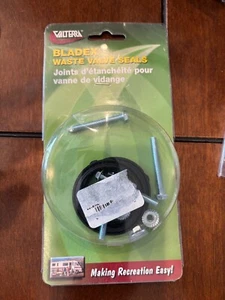 VALTERRA
BLADEX
WASTE VALVE SEALS
Joints d'étanchéité pour
vanne de vidange
Making Recreation Easy!